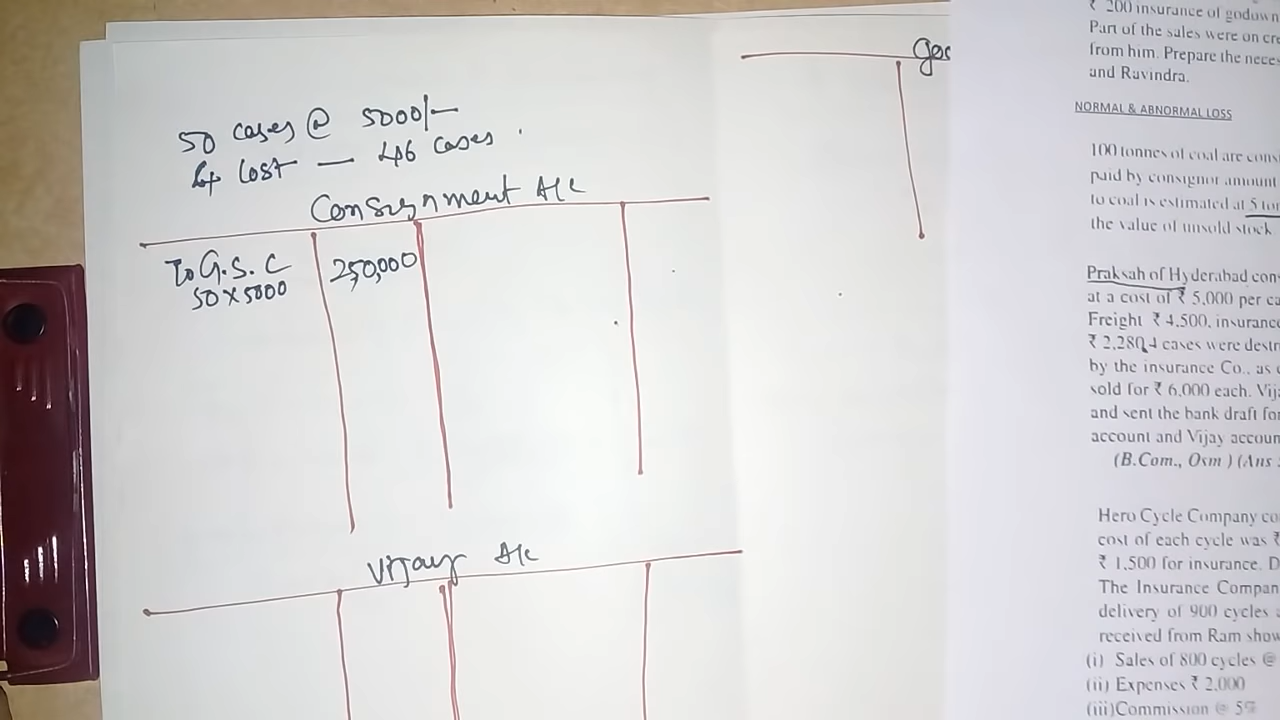 50 cases @ 5000/-
4 lost — 46 cases.
Consignment A/c
To G.S.C 250,000
50 x 5000
Vijay A/c
₹ 200 insurance of godown
Part of the sales were on cre
from him. Prepare the neces
and Ravindra.
NORMAL & ABNORMAL LOSS
100 tonnes of coal are consi
paid by consignor amount
to coal is estimated at 5 ton
the value of unsold stock.
Praksah of Hyderabad con
at a cost of ₹ 5,000 per ca
Freight ₹ 4,500, insurance
₹ 2,280,4 cases were destr
by the insurance Co., as
sold for ₹ 6,000 each. Vij
and sent the bank draft for
account and Vijay accoun
(B.Com., Osm ) (Ans
Hero Cycle Company co
cost of each cycle was ₹
₹ 1,500 for insurance. D
The Insurance Compan
delivery of 900 cycles
received from Ram show
(i) Sales of 800 cycles @
(ii) Expenses ₹ 2,000
(iii)Commission @ 5%